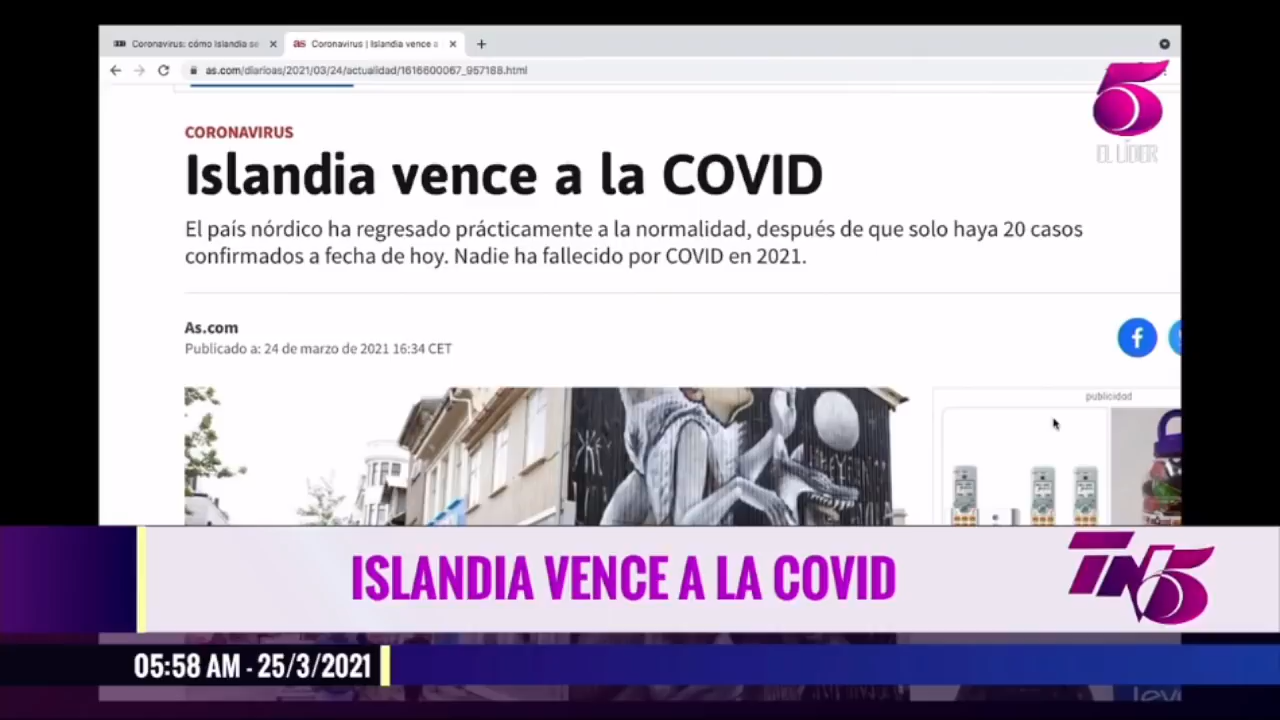 Coronavirus: cómo Islandia se
as Coronavirus | Islandia vence a
as.com/diarioas/2021/03/24/actualidad/1616600067_957188.html
5
EL LÍDER
CORONAVIRUS
Islandia vence a la COVID
El país nórdico ha regresado prácticamente a la normalidad, después de que solo haya 20 casos
confirmados a fecha de hoy. Nadie ha fallecido por COVID en 2021.
As.com
Publicado a: 24 de marzo de 2021 16:34 CET
publicidad
ISLANDIA VENCE A LA COVID
TN5
05:58 AM - 25/3/2021